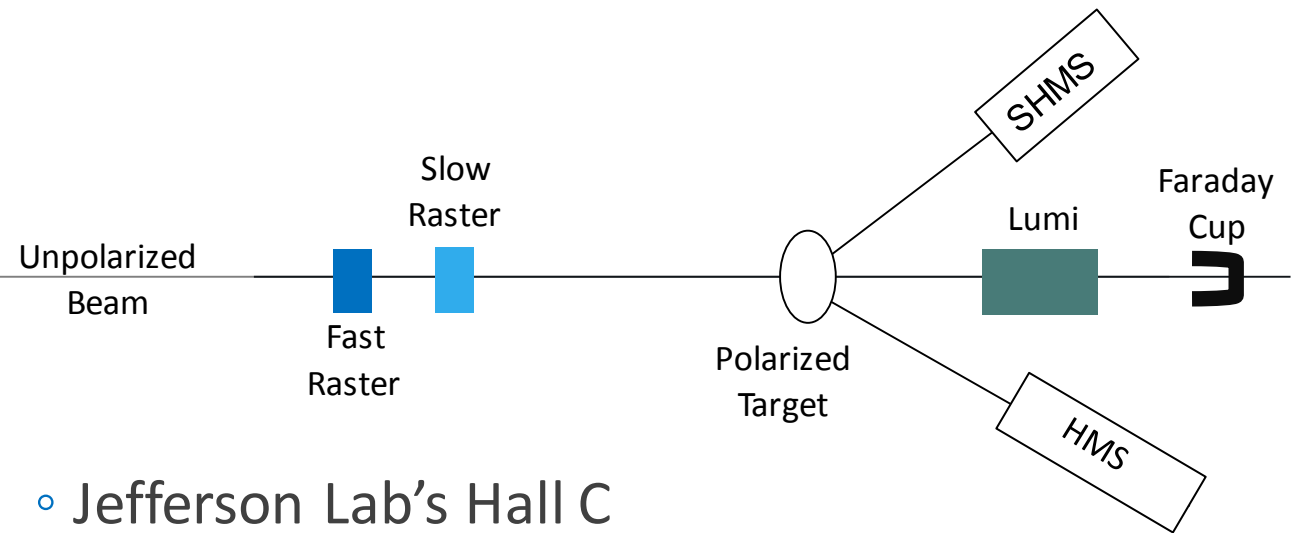 Unpolarized
Beam
Fast
Raster
Slow
Raster
Polarized
Target
SHMS
HMS
Lumi
Faraday
Cup
Jefferson Lab’s Hall C